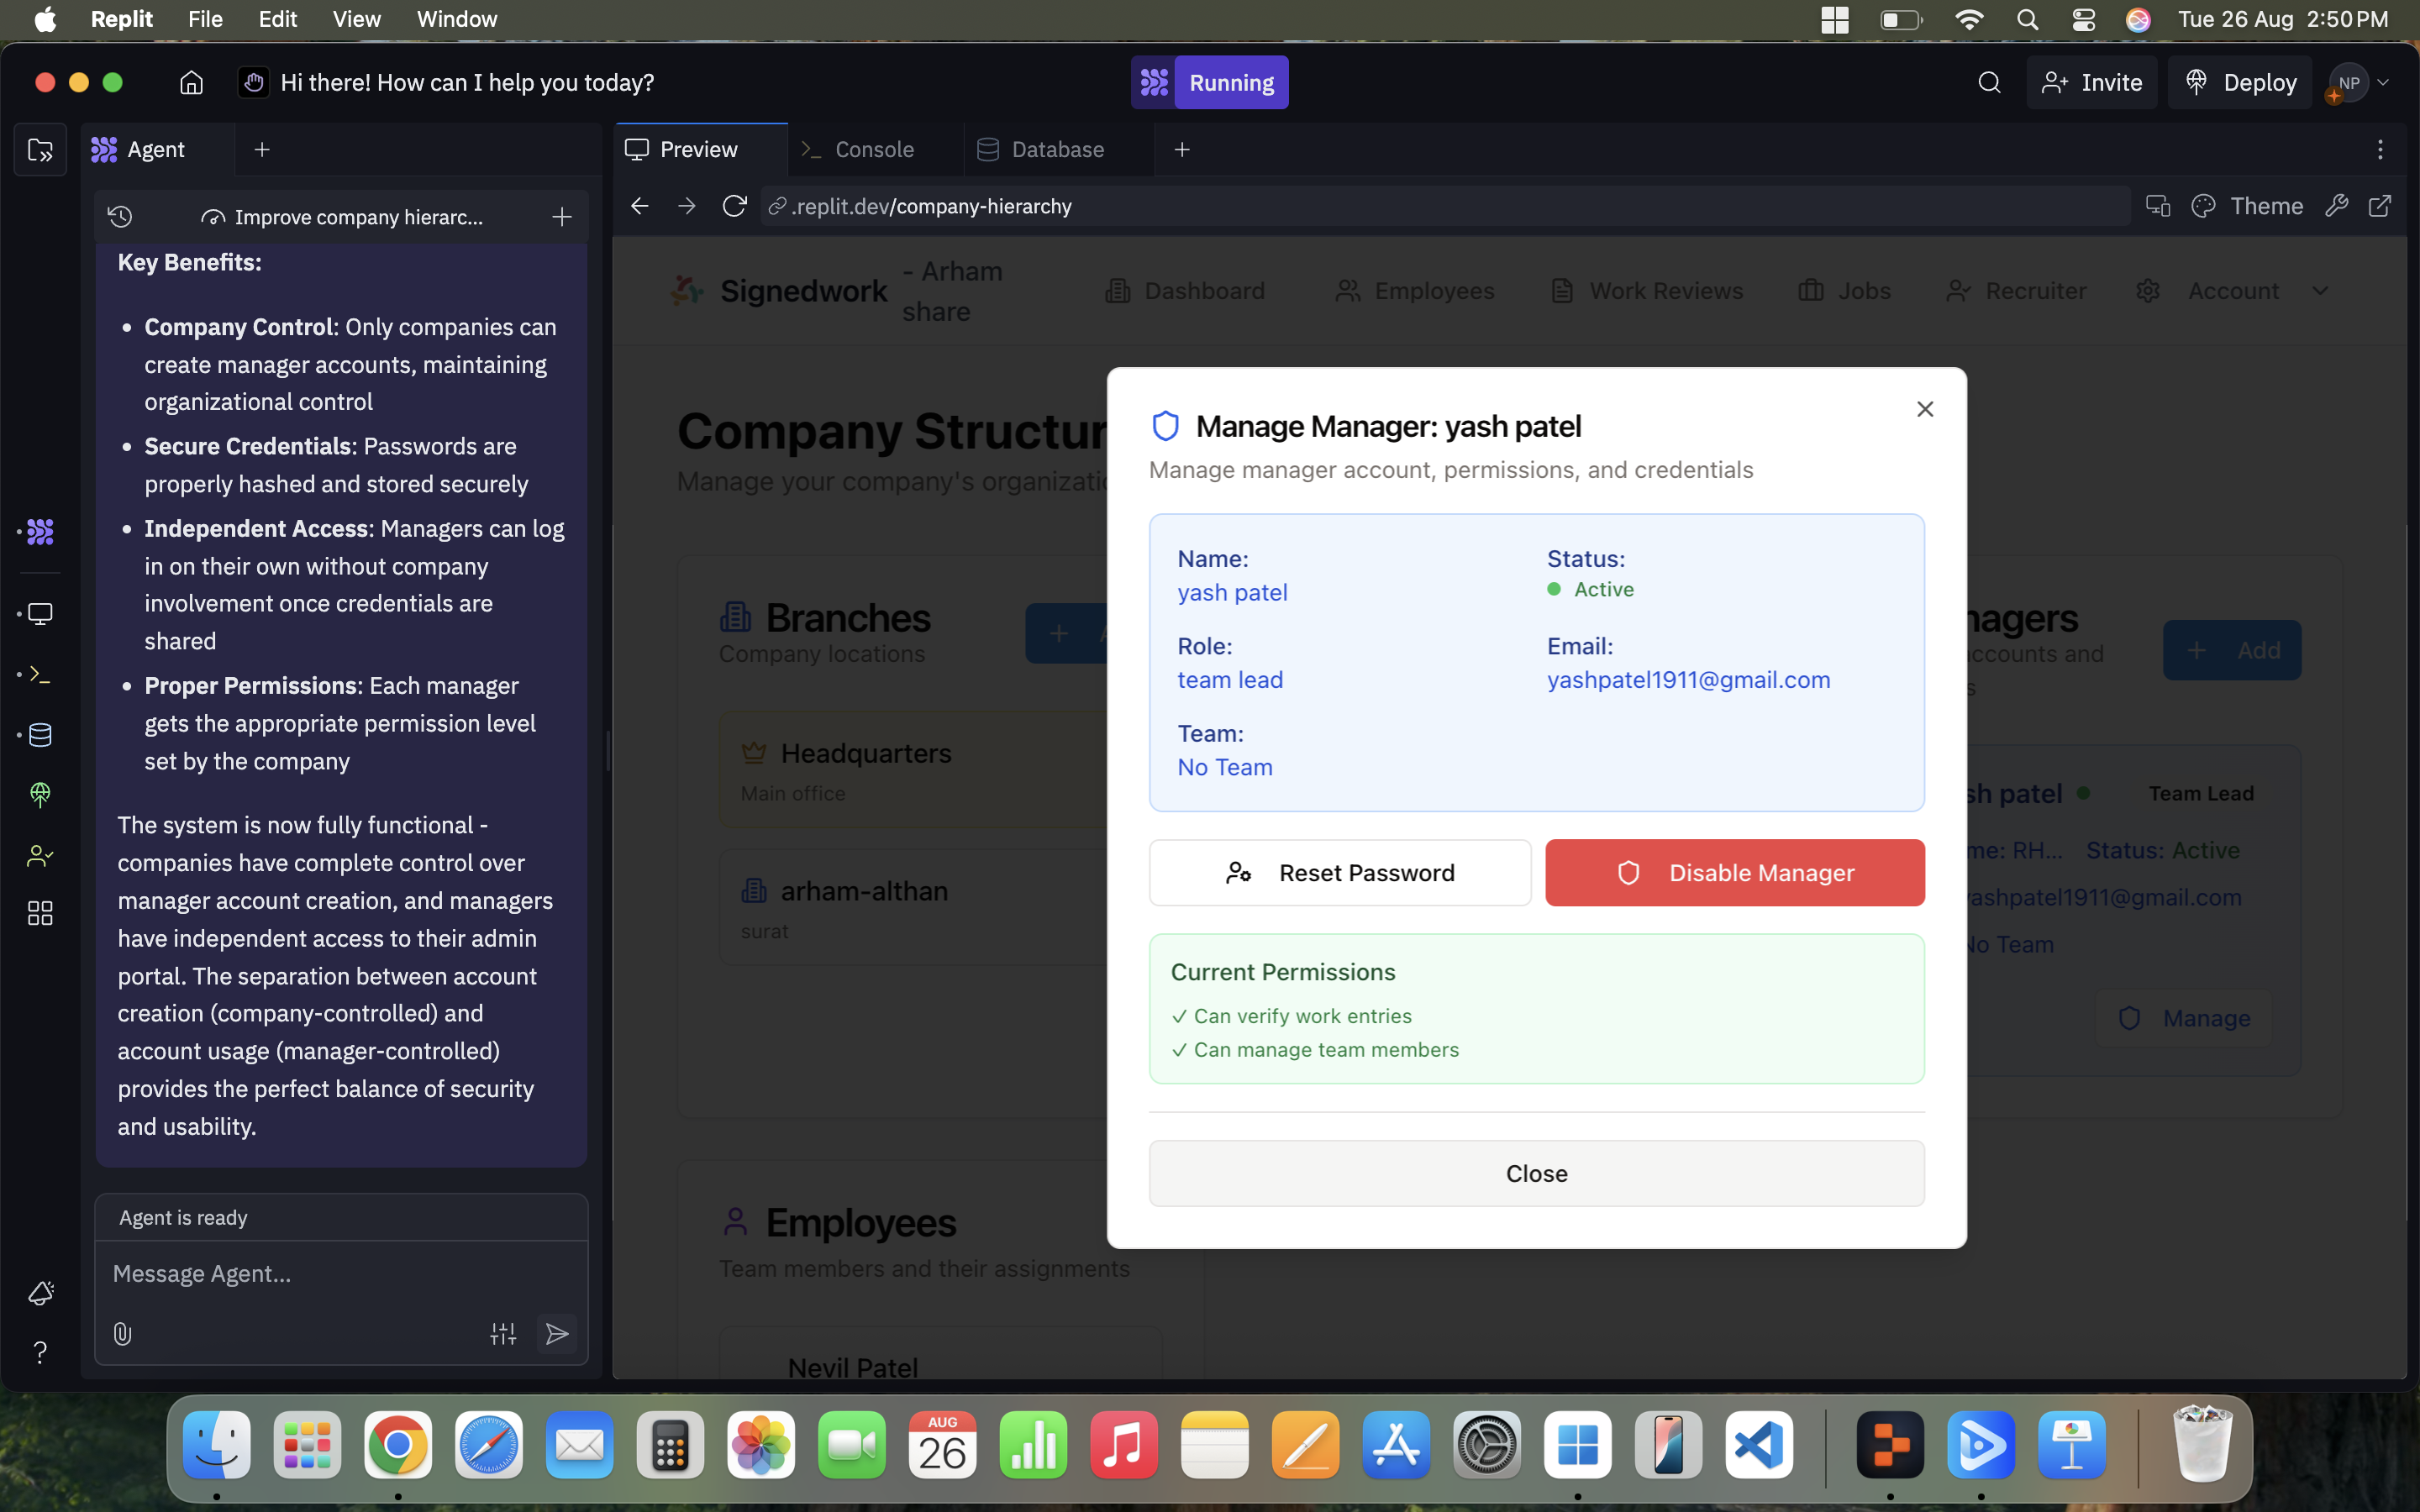 Replit File Edit View Window Tue 26 Aug 2:50 PM
Hi there! How can I help you today? Running Invite Deploy NP
Agent
Improve company hierarc...
Key Benefits:
• Company Control: Only companies can
create manager accounts, maintaining
organizational control
• Secure Credentials: Passwords are
properly hashed and stored securely
• Independent Access: Managers can log
in on their own without company
involvement once credentials are
shared
• Proper Permissions: Each manager
gets the appropriate permission level
set by the company
The system is now fully functional -
companies have complete control over
manager account creation, and managers
have independent access to their admin
portal. The separation between account
creation (company-controlled) and
account usage (manager-controlled)
provides the perfect balance of security
and usability.
Agent is ready
Message Agent...
Preview Console Database
.replit.dev/company-hierarchy Theme
Signedwork - Arham
share
Dashboard Employees Work Reviews Jobs Recruiter Account
Company Structur
Manage your company's organizatio
Branches
Company locations
Headquarters
Main office
arham-althan
surat
Employees
Team members and their assignments
Nevil Patel
Manage Manager: yash patel
Manage manager account, permissions, and credentials
Name:
yash patel
Status:
Active
Role:
team lead
Email:
yashpatel1911@gmail.com
Team:
No Team
Reset Password
Disable Manager
Current Permissions
✓ Can verify work entries
✓ Can manage team members
Close
nagers
accounts and
s
Add
sh patel Team Lead
me: RH... Status: Active
yashpatel1911@gmail.com
No Team
Manage
AUG
26